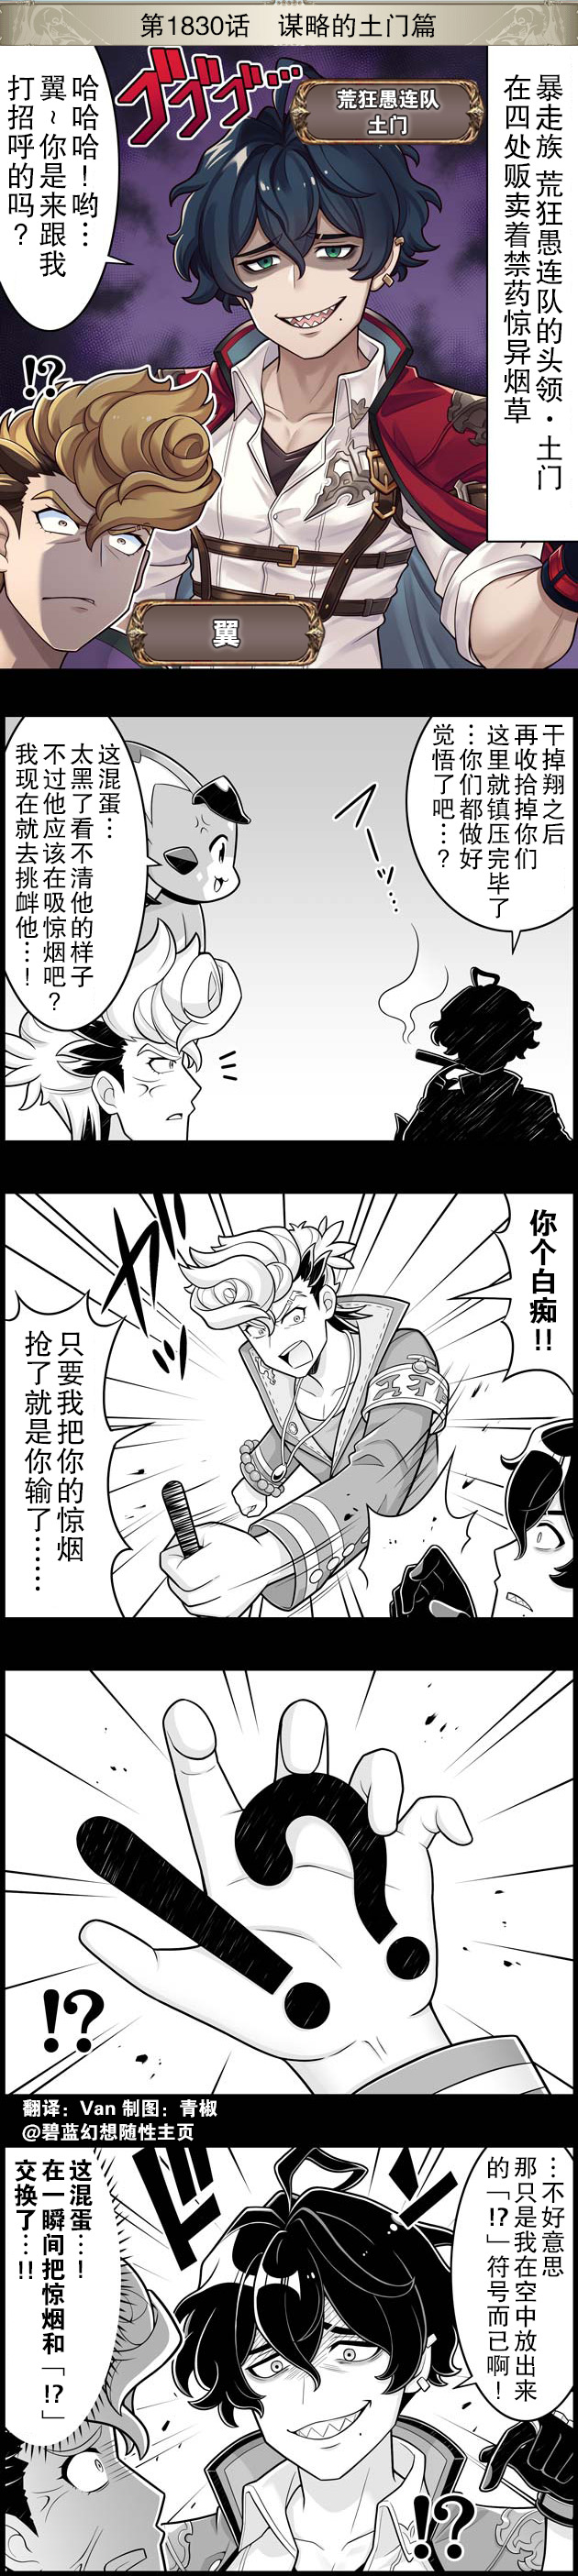 第1830话　谋略的土门篇
暴走族 荒狂愚连队的头领・土门
在四处贩卖着禁药惊异烟草
荒狂愚连队
土门
ゴゴゴ…
哈哈哈！哟…
翼~你是来跟我
打招呼的吗？
!?
翼
干掉翔之后
再收拾掉你们
这里就镇压完毕了
…你们都做好
觉悟了吧…？
へ～ッ…
这混蛋…
太黑了看不清他的样子
不过他应该在吸惊烟吧？
我现在就去挑衅他…！
你个白痴!!
ガッ
只要我把你的惊烟
抢了就是你输了……
!?
!?
翻译：Van 制图：青椒
@碧蓝幻想随性主页
…不好意思
那只是我在空中放出来
的「!?」符号而已啊！
ドン
这混蛋…！
在一瞬间把惊烟和「!?」
交换了…!!
!?